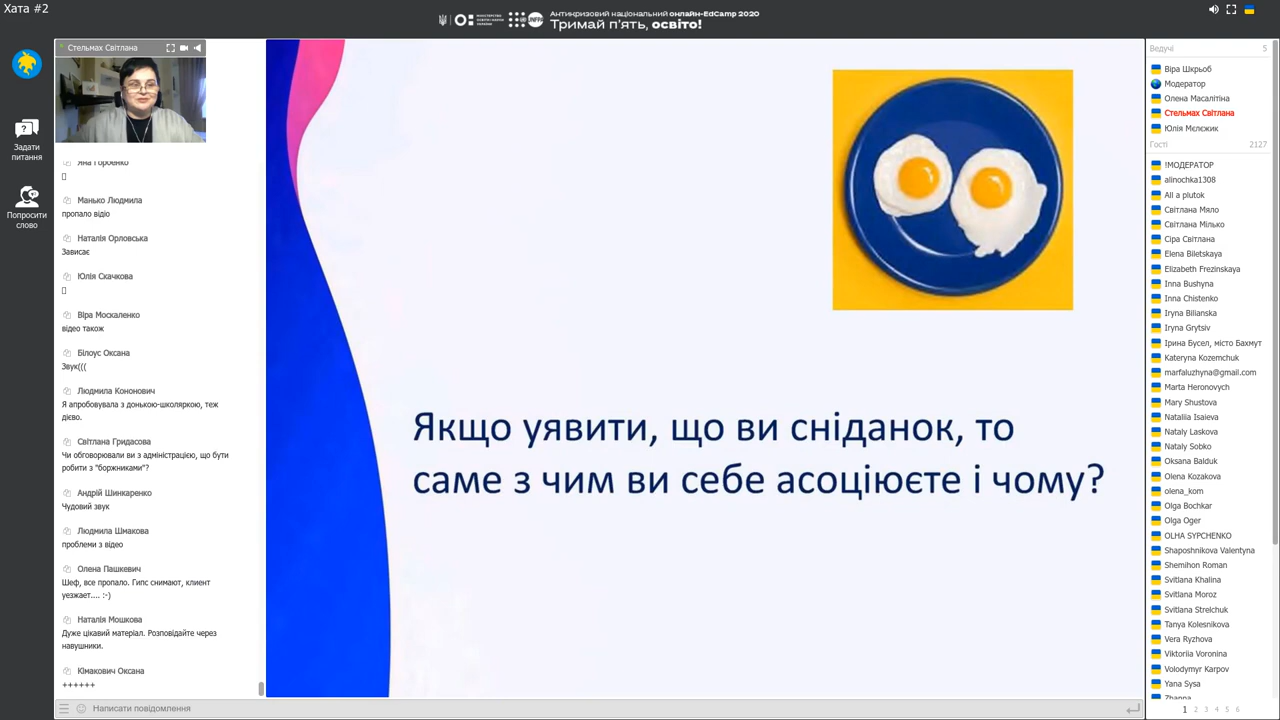 Хата #2
Антикризовий національний онлайн-EdCamp 2020
Тримай п'ять, освіто!
Задати
питання
Попросити
слово
Стельмах Світлана
Яна Горбенко
Манько Людмила
пропало відіо
Наталія Орловська
Зависає
Юлія Скачкова
Віра Москаленко
відео також
Білоус Оксана
Звук(((
Людмила Кононович
Я апробовувала з донькою-школяркою, теж
дієво.
Світлана Гридасова
Чи обговорювали ви з адміністрацією, що бути
робити з "боржниками"?
Андрій Шинкаренко
Чудовий звук
Людмила Шмакова
проблеми з відео
Олена Пашкевич
Шеф, все пропало. Гипс снимают, клиент
уезжает.... :-)
Наталія Мошкова
Дуже цікавий матеріал. Розповідайте через
навушники.
Кімакович Оксана
++++++
Написати повідомлення
Якщо уявити, що ви сніданок, то
саме з чим ви себе асоціюєте і чому?
Ведучі 5
Віра Шкрьоб
Модератор
Олена Масалітіна
Стельмах Світлана
Юлія Мєлєжик
Гості 2127
!МОДЕРАТОР
alinochka1308
All a plutok
Світлана Мяло
Світлана Мілько
Сіра Світлана
Elena Biletskaya
Elizabeth Frezinskaya
Inna Bushyna
Inna Chistenko
Iryna Bilianska
Iryna Grytsiv
Ірина Бусел, місто Бахмут
Kateryna Kozemchuk
marfaluzhyna@gmail.com
Marta Heronovych
Mary Shustova
Nataliia Isaieva
Nataly Laskova
Nataly Sobko
Oksana Balduk
Olena Kozakova
olena_kom
Olga Bochkar
Olga Oger
OLHA SYPCHENKO
Shaposhnikova Valentyna
Shemihon Roman
Svitlana Khalina
Svitlana Moroz
Svitlana Strelchuk
Tanya Kolesnikova
Vera Ryzhova
Viktoriia Voronina
Volodymyr Karpov
Yana Sysa
Zhanna
1 2 3 4 5 6